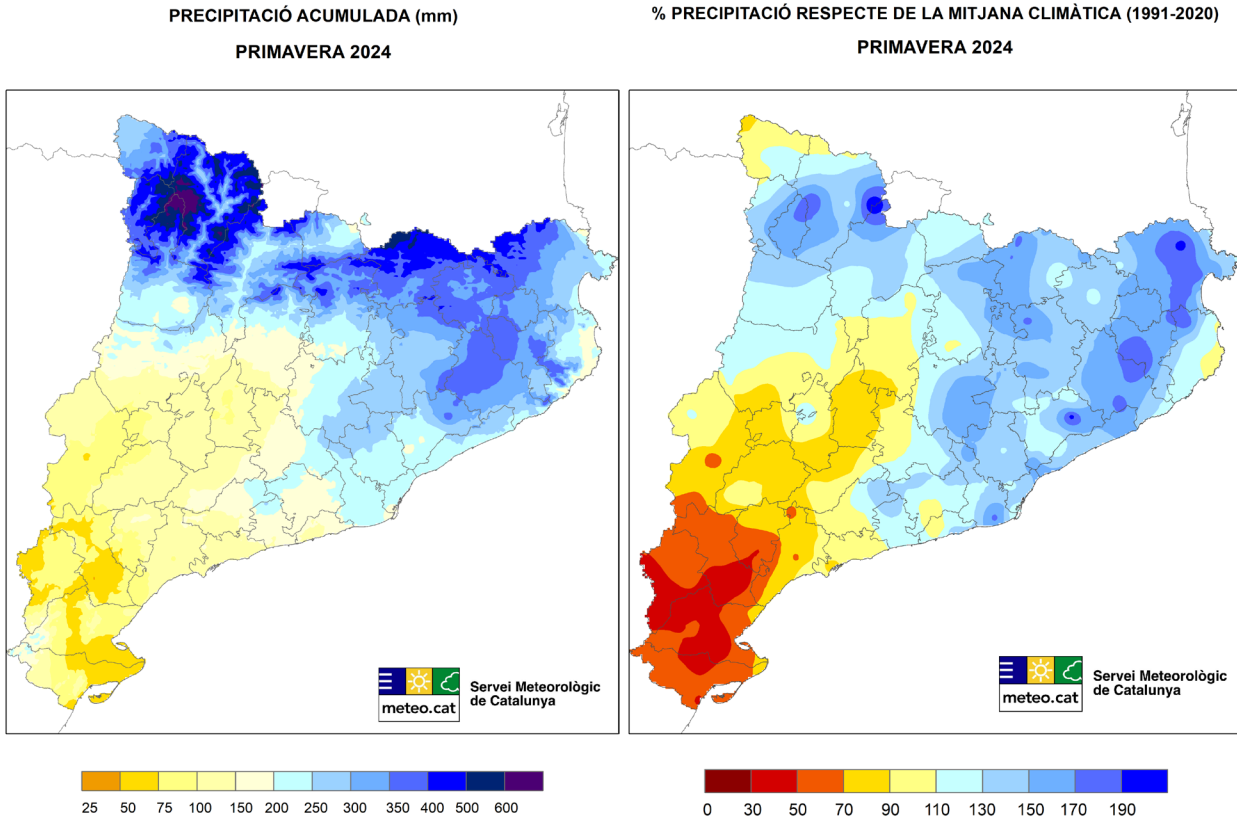 PRECIPITACIÓ ACUMULADA (mm)
PRIMAVERA 2024
% PRECIPITACIÓ RESPECTE DE LA MITJANA CLIMÀTICA (1991-2020)
PRIMAVERA 2024
meteo.cat
Servei Meteorològic
de Catalunya
meteo.cat
Servei Meteorològic
de Catalunya
25 50 75 100 150 200 250 300 350 400 500 600
0 30 50 70 90 110 130 150 170 190